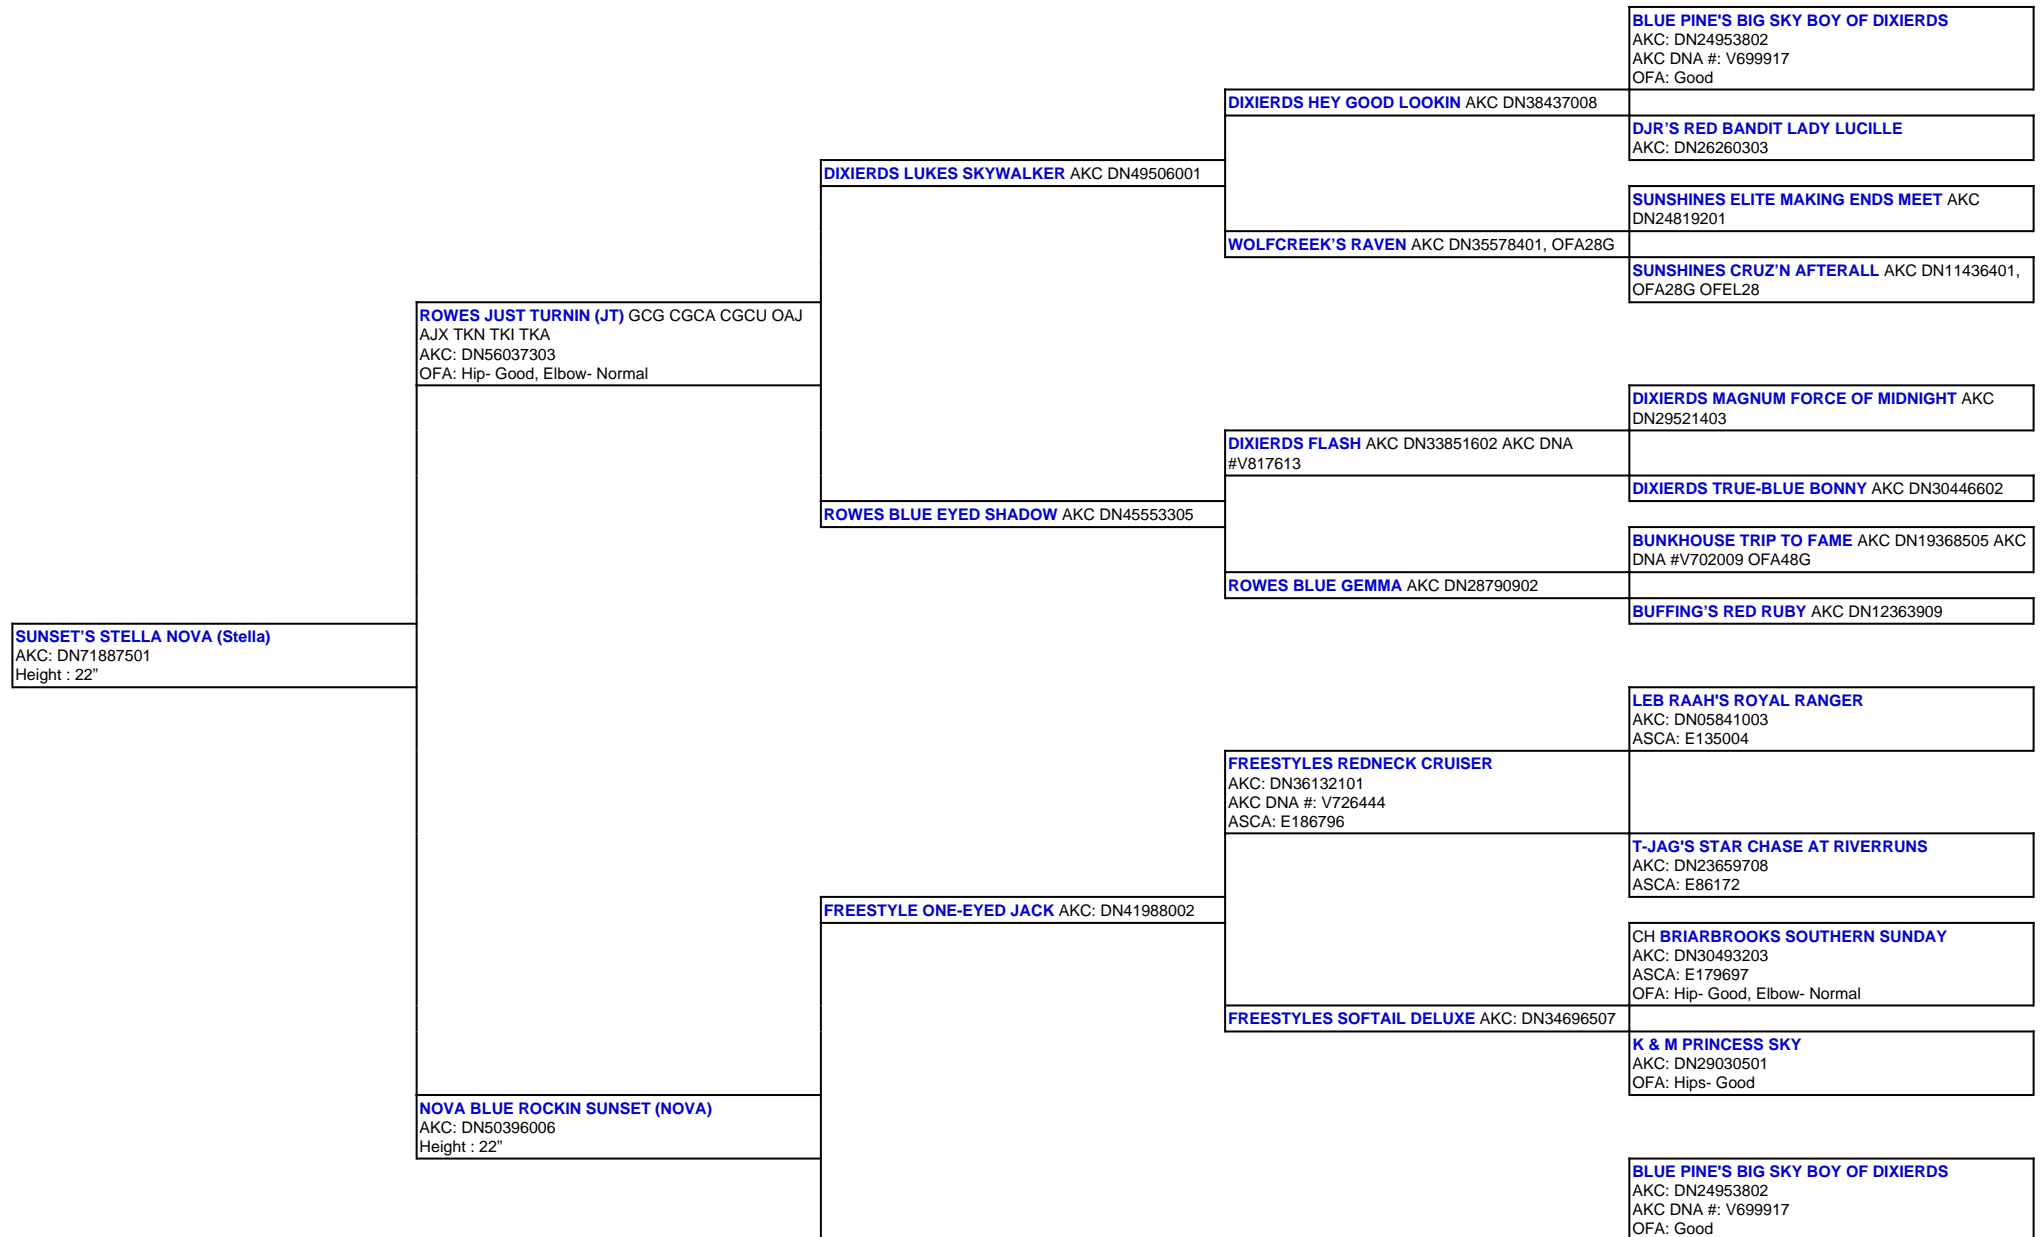 BLUE PINE'S BIG SKY BOY OF DIXIERDS
AKC: DN24953802
AKC DNA #: V699917
OFA: Good
DIXIERDS HEY GOOD LOOKIN AKC DN38437008
DJR'S RED BANDIT LADY LUCILLE
AKC: DN26260303
DIXIERDS LUKES SKYWALKER AKC DN49506001
SUNSHINES ELITE MAKING ENDS MEET AKC
DN24819201
WOLFCREEK'S RAVEN AKC DN35578401, OFA28G
SUNSHINES CRUZ'N AFTERALL AKC DN11436401,
OFA28G OFEL28
ROWES JUST TURNIN (JT) GCG CGCA CGCU OAJ
AJX TKN TKI TKA
AKC: DN56037303
OFA: Hip- Good, Elbow- Normal
DIXIERDS MAGNUM FORCE OF MIDNIGHT AKC
DN29521403
DIXIERDS FLASH AKC DN33851602 AKC DNA
#V817613
DIXIERDS TRUE-BLUE BONNY AKC DN30446602
ROWES BLUE EYED SHADOW AKC DN45553305
BUNKHOUSE TRIP TO FAME AKC DN19368505 AKC
DNA #V702009 OFA48G
ROWES BLUE GEMMA AKC DN28790902
BUFFING'S RED RUBY AKC DN12363909
SUNSET'S STELLA NOVA (Stella)
AKC: DN71887501
Height : 22”
LEB RAAH'S ROYAL RANGER
AKC: DN05841003
ASCA: E135004
FREESTYLES REDNECK CRUISER
AKC: DN36132101
AKC DNA #: V726444
ASCA: E186796
T-JAG'S STAR CHASE AT RIVERRUNS
AKC: DN23659708
ASCA: E86172
FREESTYLE ONE-EYED JACK AKC: DN41988002
CH BRIARBROOKS SOUTHERN SUNDAY
AKC: DN30493203
ASCA: E179697
OFA: Hip- Good, Elbow- Normal
FREESTYLES SOFTAIL DELUXE AKC: DN34696507
K & M PRINCESS SKY
AKC: DN29030501
OFA: Hips- Good
NOVA BLUE ROCKIN SUNSET (NOVA)
AKC: DN50396006
Height : 22”
BLUE PINE'S BIG SKY BOY OF DIXIERDS
AKC: DN24953802
AKC DNA #: V699917
OFA: Good